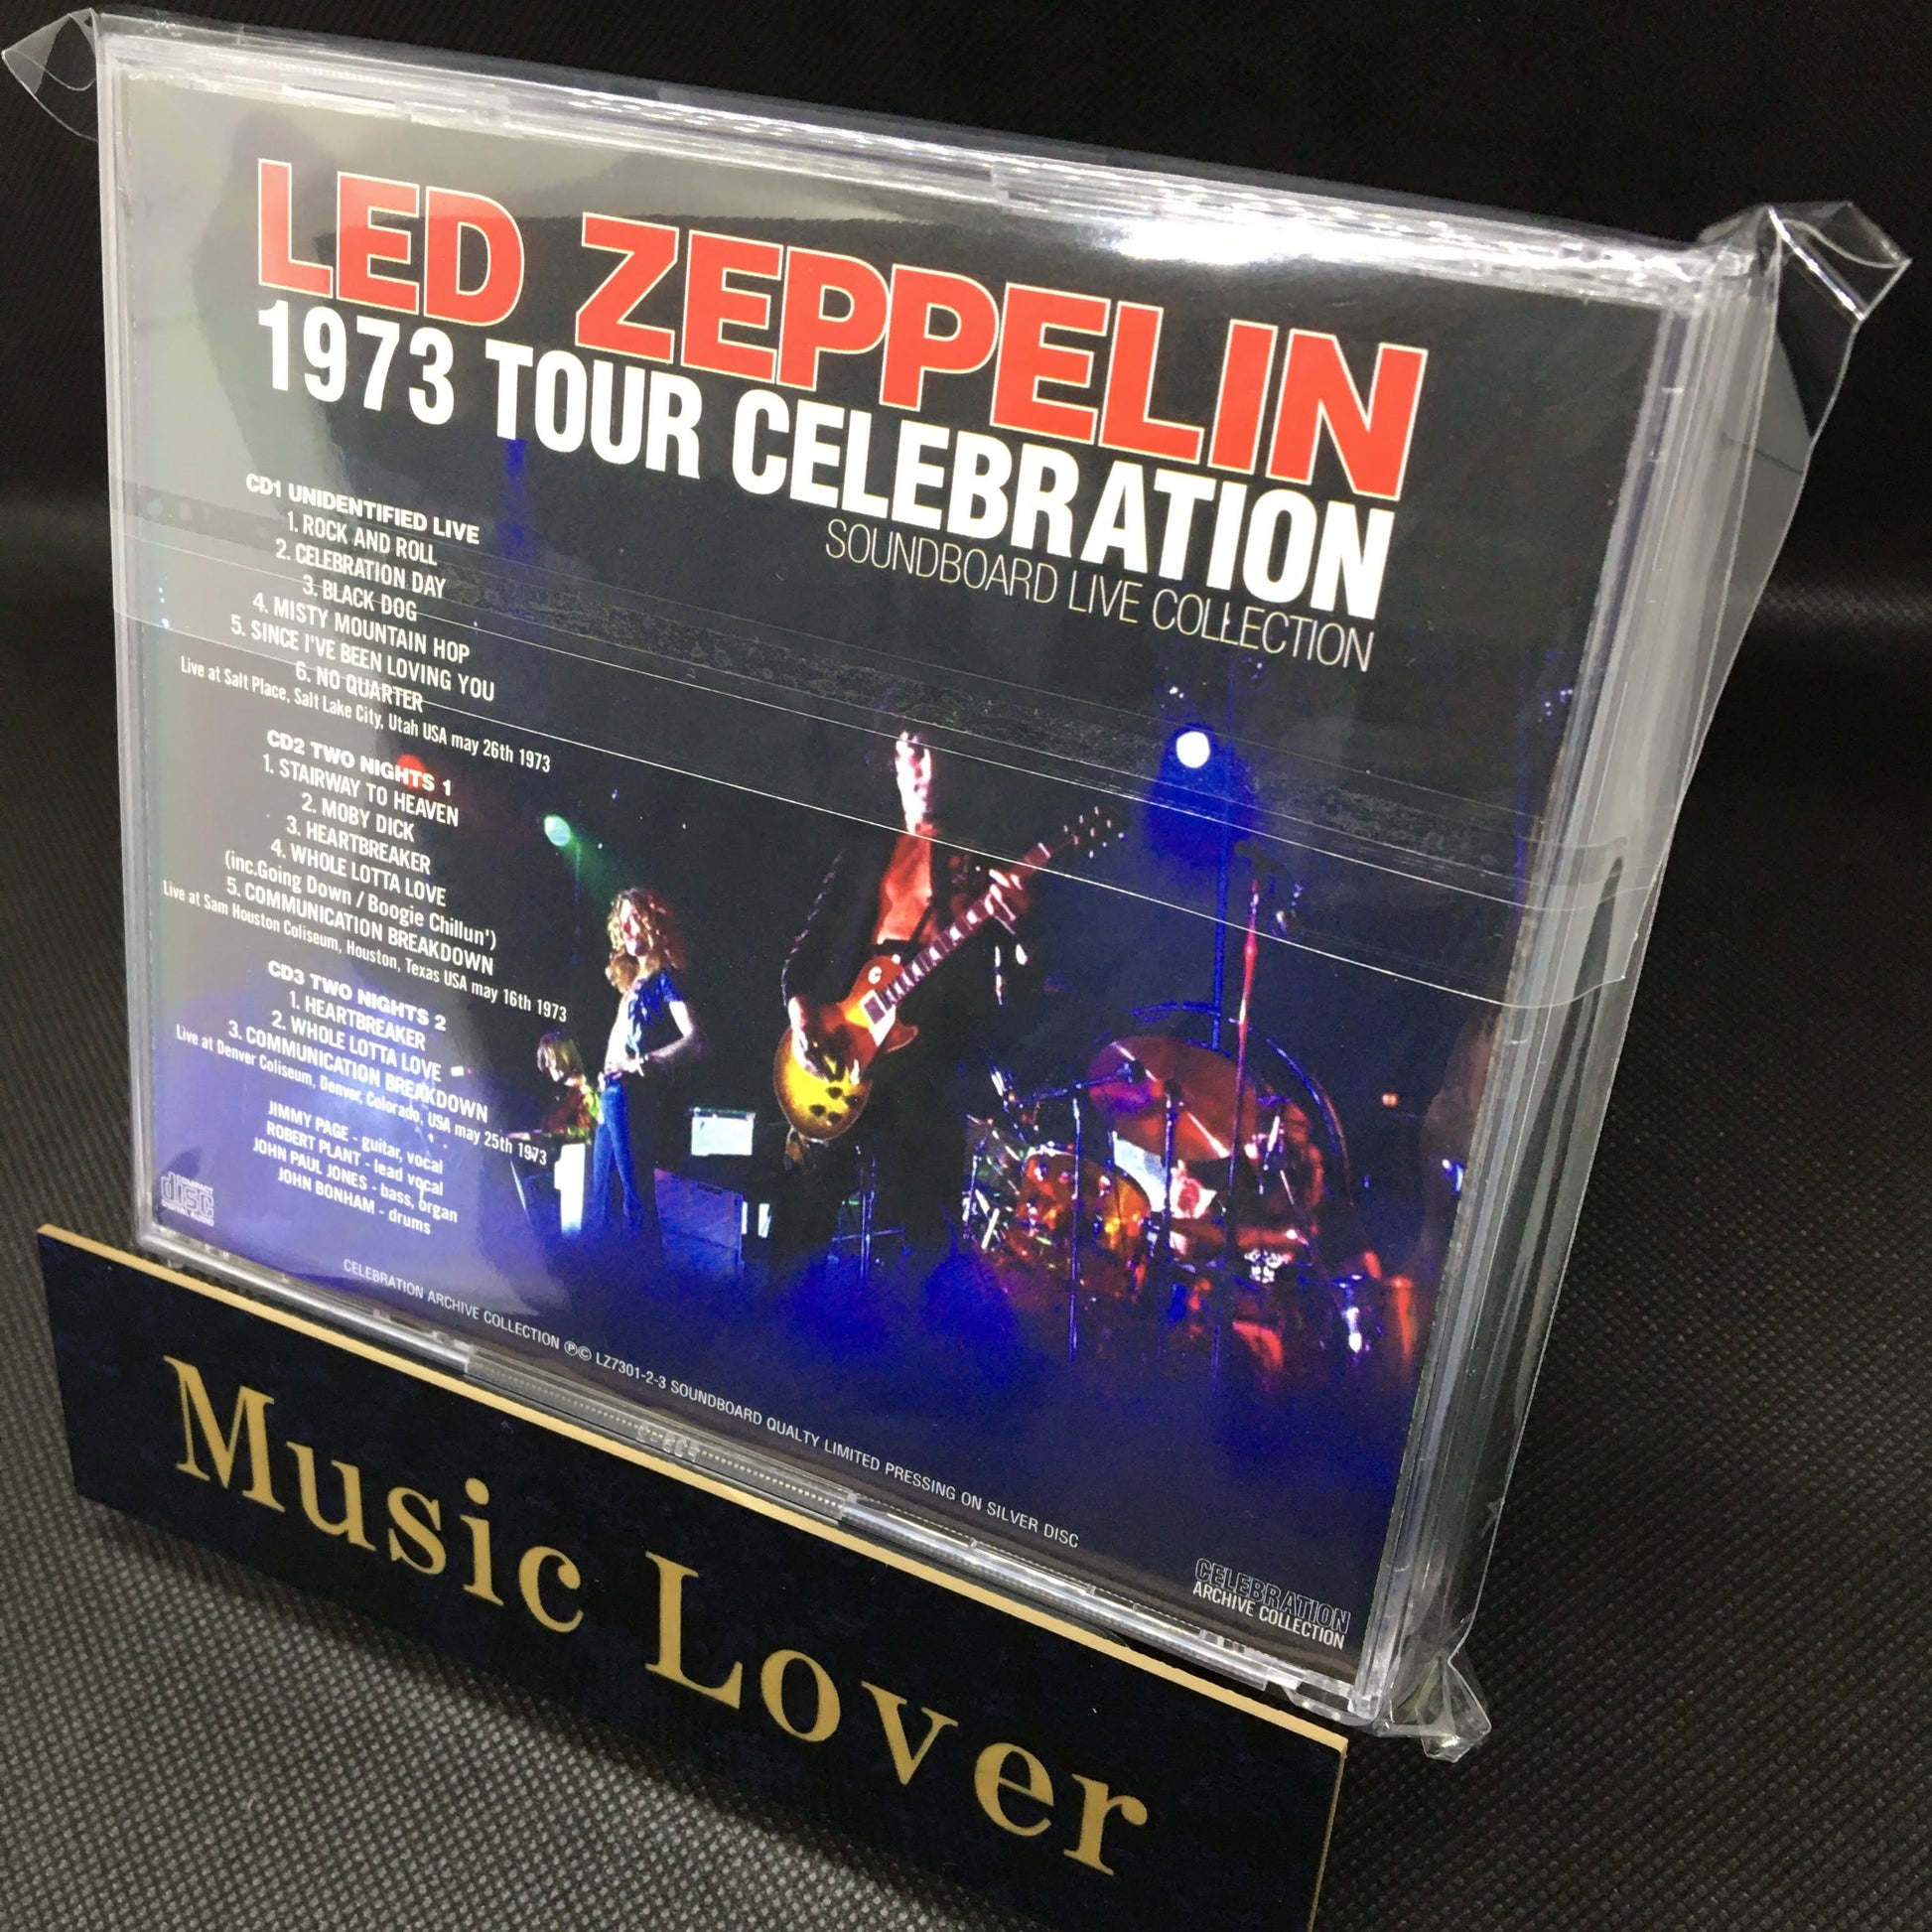 LED ZEPPELIN
1973 TOUR CELEBRATION
SOUNDBOARD LIVE COLLECTION
CD1 UNIDENTIFIED LIVE
1. ROCK AND ROLL
2. CELEBRATION DAY
3. BLACK DOG
4. MISTY MOUNTAIN HOP
5. SINCE I'VE BEEN LOVING YOU
6. NO QUARTER
Live at Salt Place, Salt Lake City, Utah USA may 26th 1973
CD2 TWO NIGHTS 1
1. STAIRWAY TO HEAVEN
2. MOBY DICK
3. HEARTBREAKER
4. WHOLE LOTTA LOVE
(inc.Going Down / Boogie Chillun')
5. COMMUNICATION BREAKDOWN
Live at Sam Houston Coliseum, Houston, Texas USA may 16th 1973
CD3 TWO NIGHTS 2
1. HEARTBREAKER
2. WHOLE LOTTA LOVE
3. COMMUNICATION BREAKDOWN
Live at Denver Coliseum, Denver, Colorado, USA may 25th 1973
JIMMY PAGE - guitar, vocal
ROBERT PLANT - lead vocal
JOHN PAUL JONES - bass, organ
JOHN BONHAM - drums
COMPACT
disc
DIGITAL AUDIO
CELEBRATION ARCHIVE COLLECTION ℗© LZ7301-2-3 SOUNDBOARD QUALTY LIMITED PRESSING ON SILVER DISC
CELEBRATION
ARCHIVE COLLECTION
Music Lover